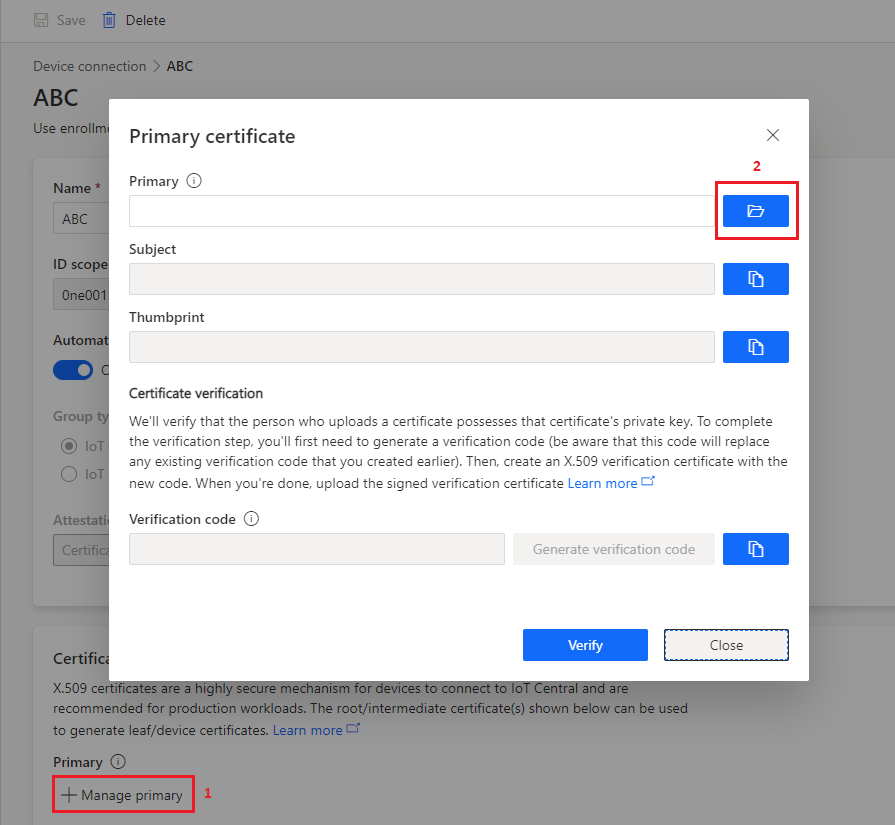 Save Delete
Device connection > ABC
ABC
Use enrollme
Primary certificate
2
Name *
Primary
ABC
Subject
ID scope
0ne001
Thumbprint
Automat
Certificate verification
Group ty
We'll verify that the person who uploads a certificate possesses that certificate's private key. To complete
the verification step, you'll first need to generate a verification code (be aware that this code will replace
IoT
any existing verification code that you created earlier). Then, create an X.509 verification certificate with the
IoT
new code. When you're done, upload the signed verification certificate Learn more
Attestati
Verification code
Certifica
Generate verification code
Verify
Close
Certifica
X.509 certificates are a highly secure mechanism for devices to connect to IoT Central and are
recommended for production workloads. The root/intermediate certificate(s) shown below can be used
to generate leaf/device certificates. Learn more
Primary
Manage primary 1